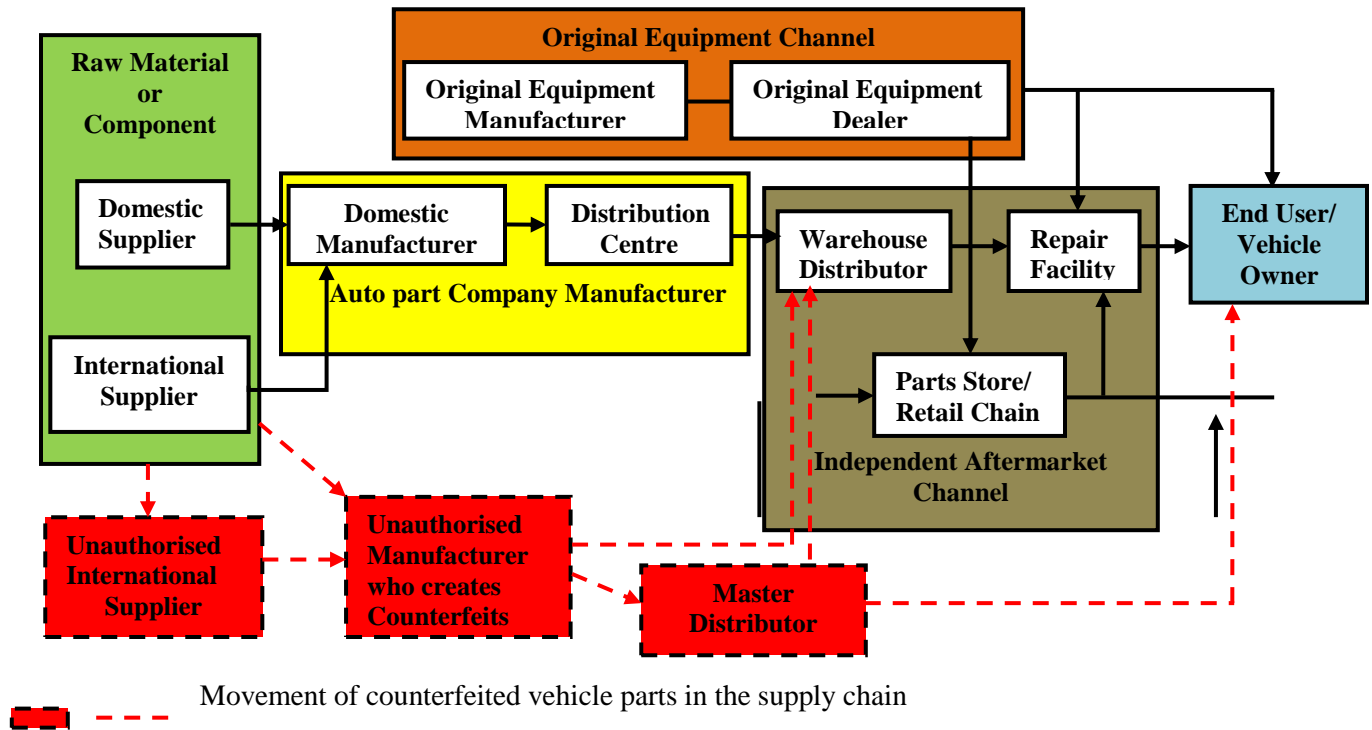 Original Equipment Channel
Original Equipment
Manufacturer
Original Equipment
Dealer
Raw Material
or
Component
Domestic
Supplier
International
Supplier
Domestic
Manufacturer
Distribution
Centre
Auto part Company Manufacturer
Warehouse
Distributor
Repair
Facility
Parts Store/
Retail Chain
Independent Aftermarket
Channel
End User/
Vehicle
Owner
Unauthorised
International
Supplier
Unauthorised
Manufacturer
who creates
Counterfeits
Master
Distributor
Movement of counterfeited vehicle parts in the supply chain